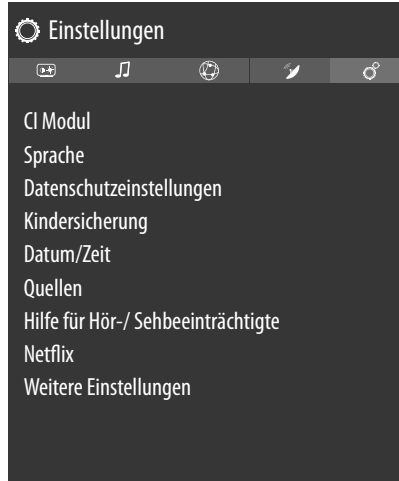 Einstellungen
CI Modul
Sprache
Datenschutzeinstellungen
Kindersicherung
Datum/Zeit
Quellen
Hilfe für Hör-/ Sehbeeinträchtigte
Netflix
Weitere Einstellungen